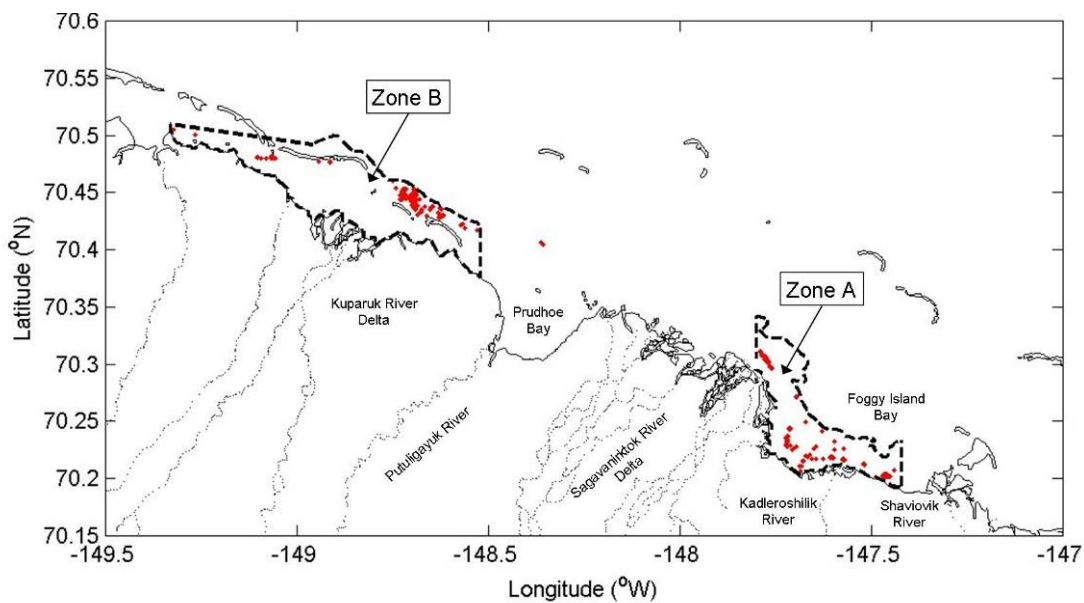 70.6
70.55
70.5
70.45
70.4
70.35
70.3
70.25
70.2
70.15
Latitude (°N)
Zone B
Kuparuk River
Delta
Prudhoe
Bay
Zone A
Foggy Island
Bay
Putuligayuk River
Sagavanirktok River
Delta
Kadleroshilik
River
Shaviovik
River
-149.5
-149
-148.5
-148
-147.5
-147
Longitude (°W)